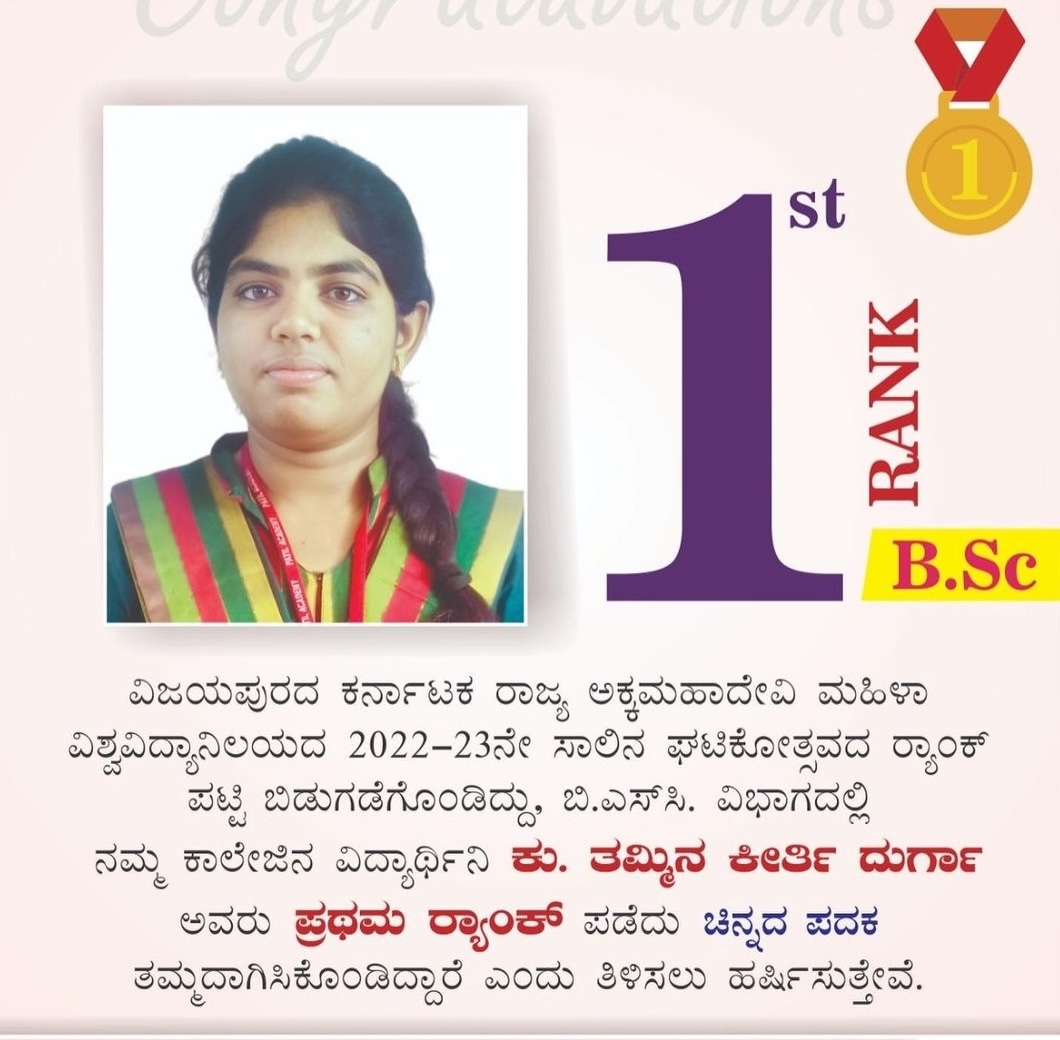 Congratulations
1
1st
RANK
B.Sc
ವಿಜಯಪುರದ ಕರ್ನಾಟಕ ರಾಜ್ಯ ಅಕ್ಕಮಹಾದೇವಿ ಮಹಿಳಾ
ವಿಶ್ವವಿದ್ಯಾನಿಲಯದ 2022–23ನೇ ಸಾಲಿನ ಘಟಿಕೋತ್ಸವದ ರ‍್ಯಾಂಕ್
ಪಟ್ಟಿ ಬಿಡುಗಡೆಗೊಂಡಿದ್ದು, ಬಿ.ಎಸ್‌ಸಿ. ವಿಭಾಗದಲ್ಲಿ
ನಮ್ಮ ಕಾಲೇಜಿನ ವಿದ್ಯಾರ್ಥಿನಿ ಕು. ತಮ್ಮಿನ ಕೀರ್ತಿ ದುರ್ಗಾ
ಅವರು ಪ್ರಥಮ ರ‍್ಯಾಂಕ್ ಪಡೆದು ಚಿನ್ನದ ಪದಕ
ತಮ್ಮದಾಗಿಸಿಕೊಂಡಿದ್ದಾರೆ ಎಂದು ತಿಳಿಸಲು ಹರ್ಷಿಸುತ್ತೇವೆ.